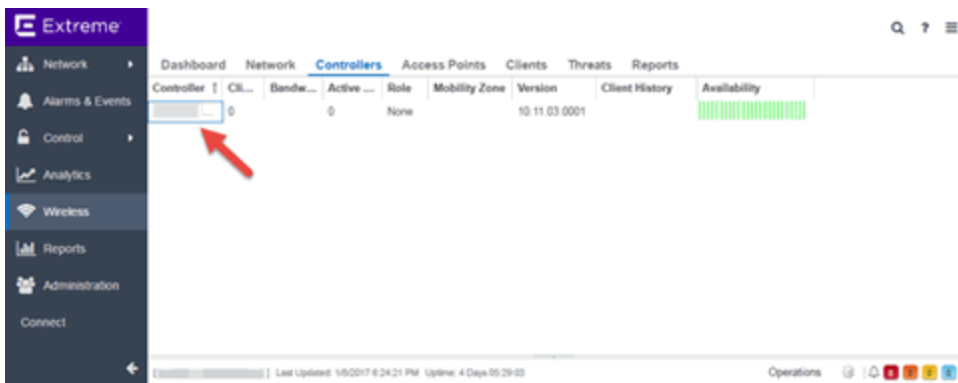 Extreme
Network
Alarms & Events
Control
Analytics
Wireless
Reports
Administration
Connect
Dashboard Network Controllers Access Points Clients Threats Reports
Controller Cli... Bandw... Active ... Role Mobility Zone Version Client History Availability
0 0 None 10.11.03.0001
Last Updated: 1/6/2017 6:24:21 PM Uptime: 4 Days 05:29:03
Operations